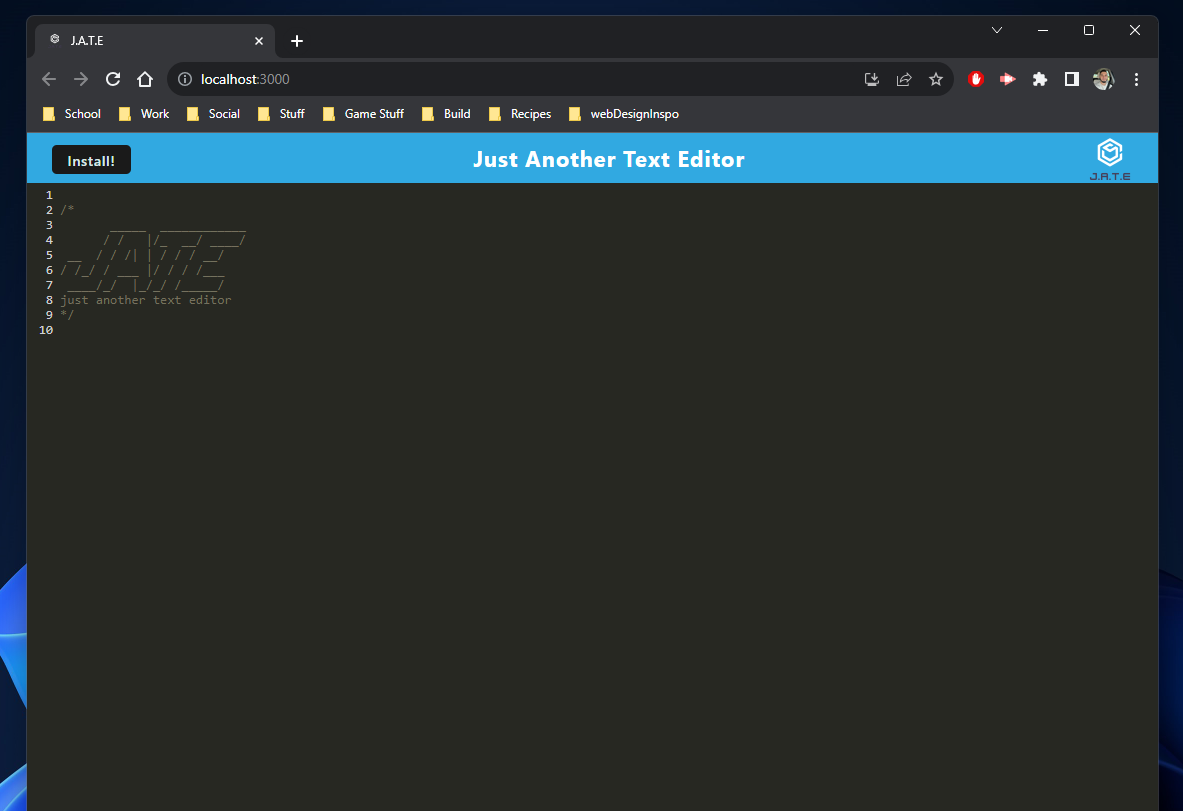 J.A.T.E
localhost:3000
School Work Social Stuff Game Stuff Build Recipes webDesignInspo
Install! Just Another Text Editor
J.A.T.E
1
2 /*
3        _____  ____________
4       / /   |/_  __/ ____/
5  __  / / /| | / / / __/
6 / /_/ / ___ |/ / / /___
7  ____/_/  |_/_/ /_____/
8 just another text editor
9 */
10